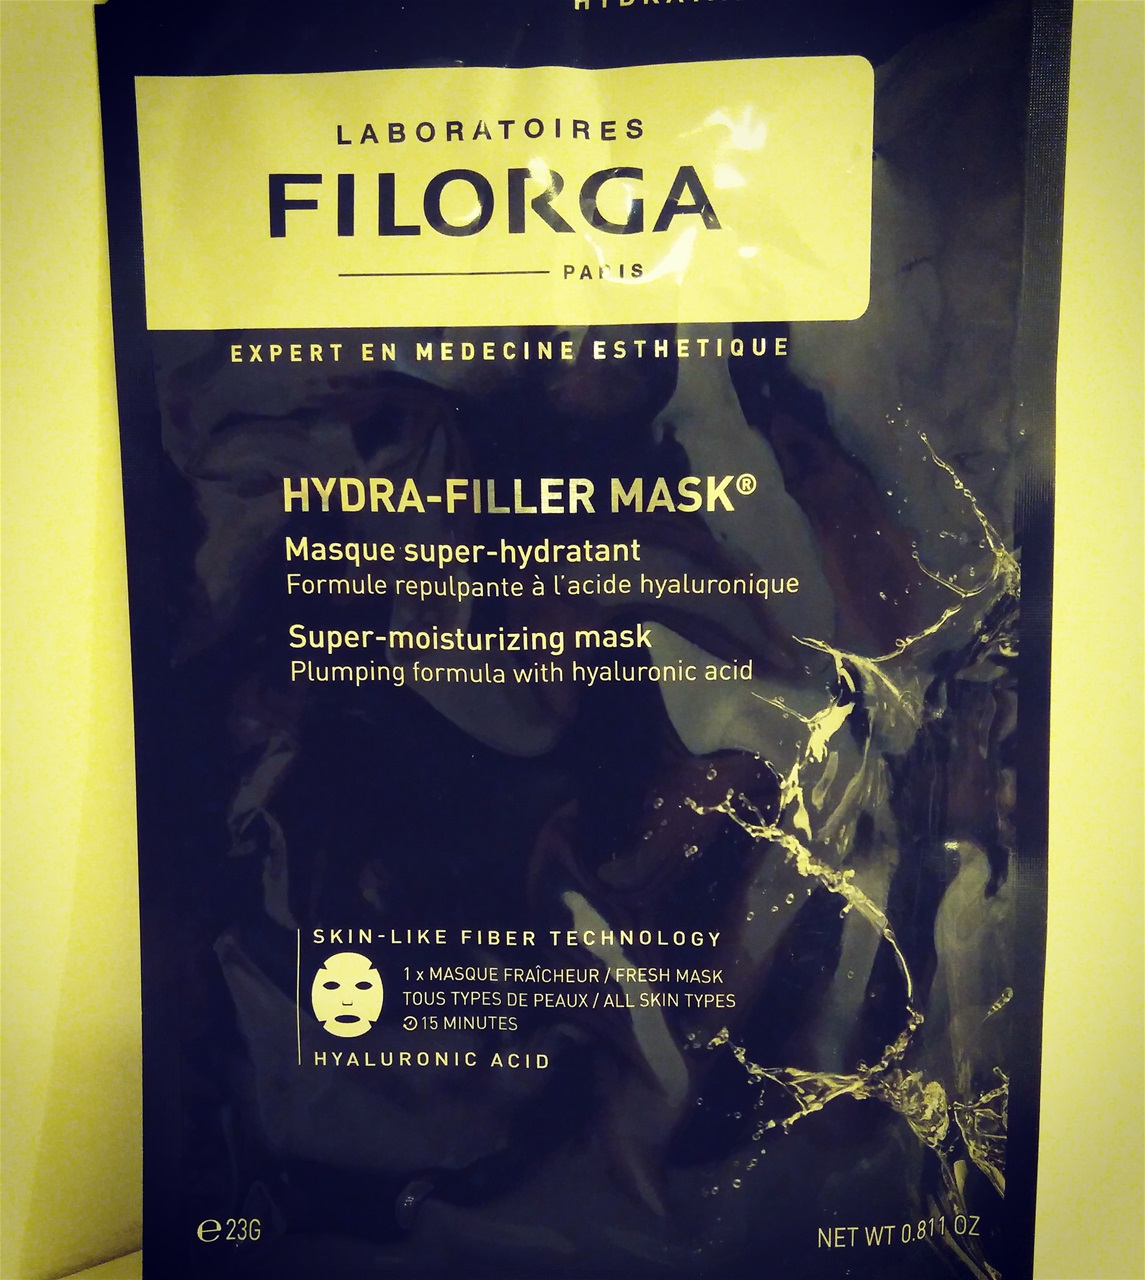 LABORATOIRES
FILORGA
PARIS
EXPERT EN MEDECINE ESTHETIQUE
HYDRA-FILLER MASK®
Masque super-hydratant
Formule repulpante à l'acide hyaluronique
Super-moisturizing mask
Plumping formula with hyaluronic acid
SKIN-LIKE FIBER TECHNOLOGY
1 x MASQUE FRAÎCHEUR / FRESH MASK
TOUS TYPES DE PEAUX / ALL SKIN TYPES
15 MINUTES
HYALURONIC ACID
℮ 23G
NET WT 0.811 OZ